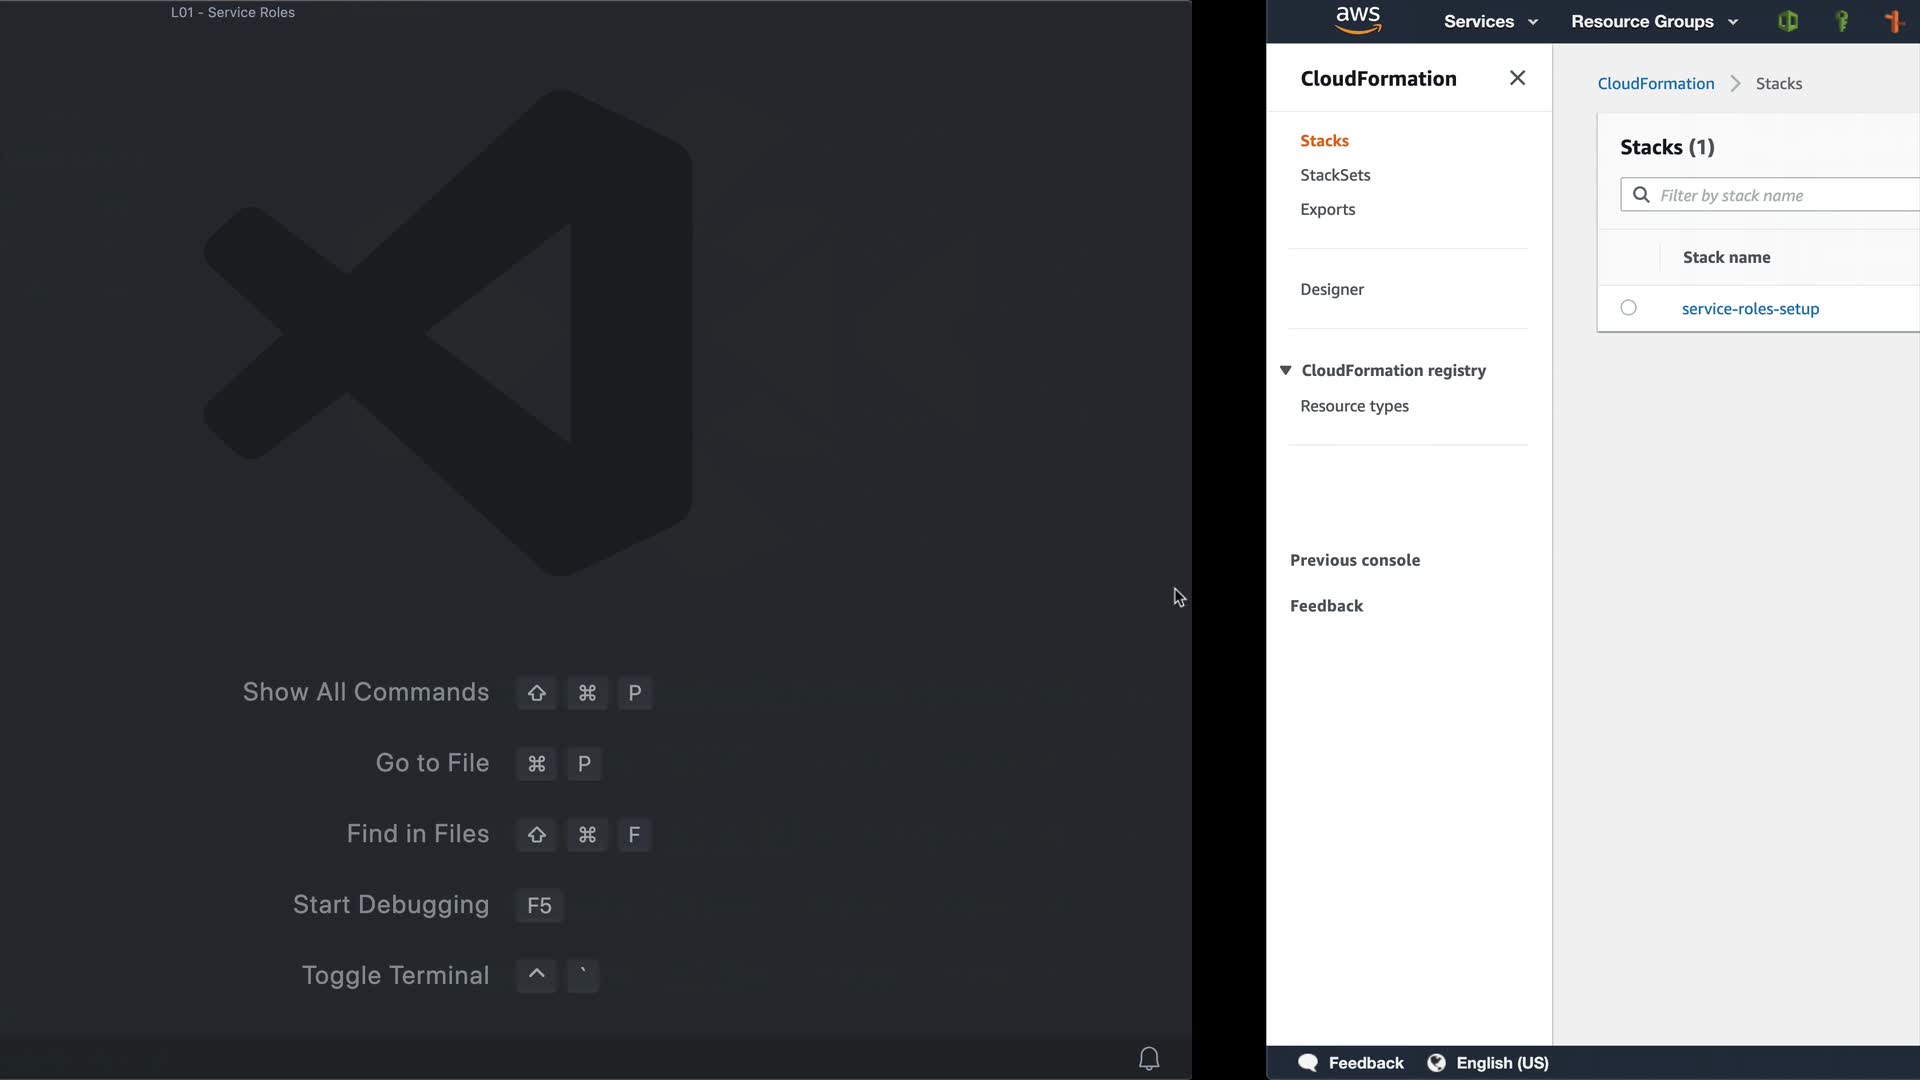 L01 - Service Roles
Show All Commands ⇧ ⌘ P
Go to File ⌘ P
Find in Files ⇧ ⌘ F
Start Debugging F5
Toggle Terminal ^ `
aws Services Resource Groups
CloudFormation
Stacks
StackSets
Exports
Designer
CloudFormation registry
Resource types
Previous console
Feedback
CloudFormation > Stacks
Stacks (1)
Filter by stack name
Stack name
service-roles-setup
Feedback English (US)